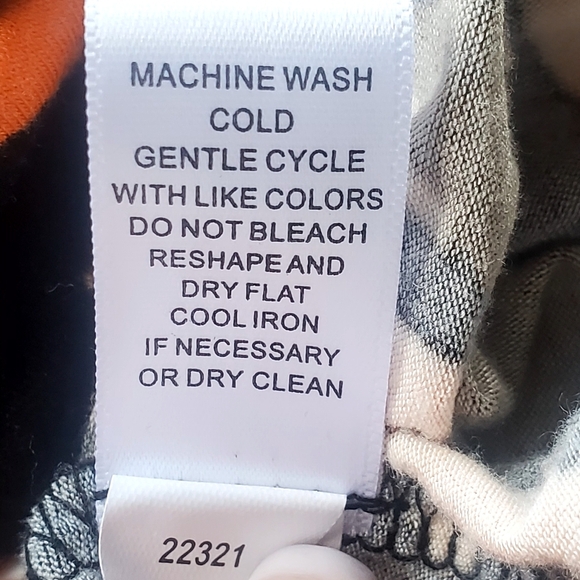 MACHINE WASH
COLD
GENTLE CYCLE
WITH LIKE COLORS
DO NOT BLEACH
RESHAPE AND
DRY FLAT
COOL IRON
IF NECESSARY
OR DRY CLEAN
22321